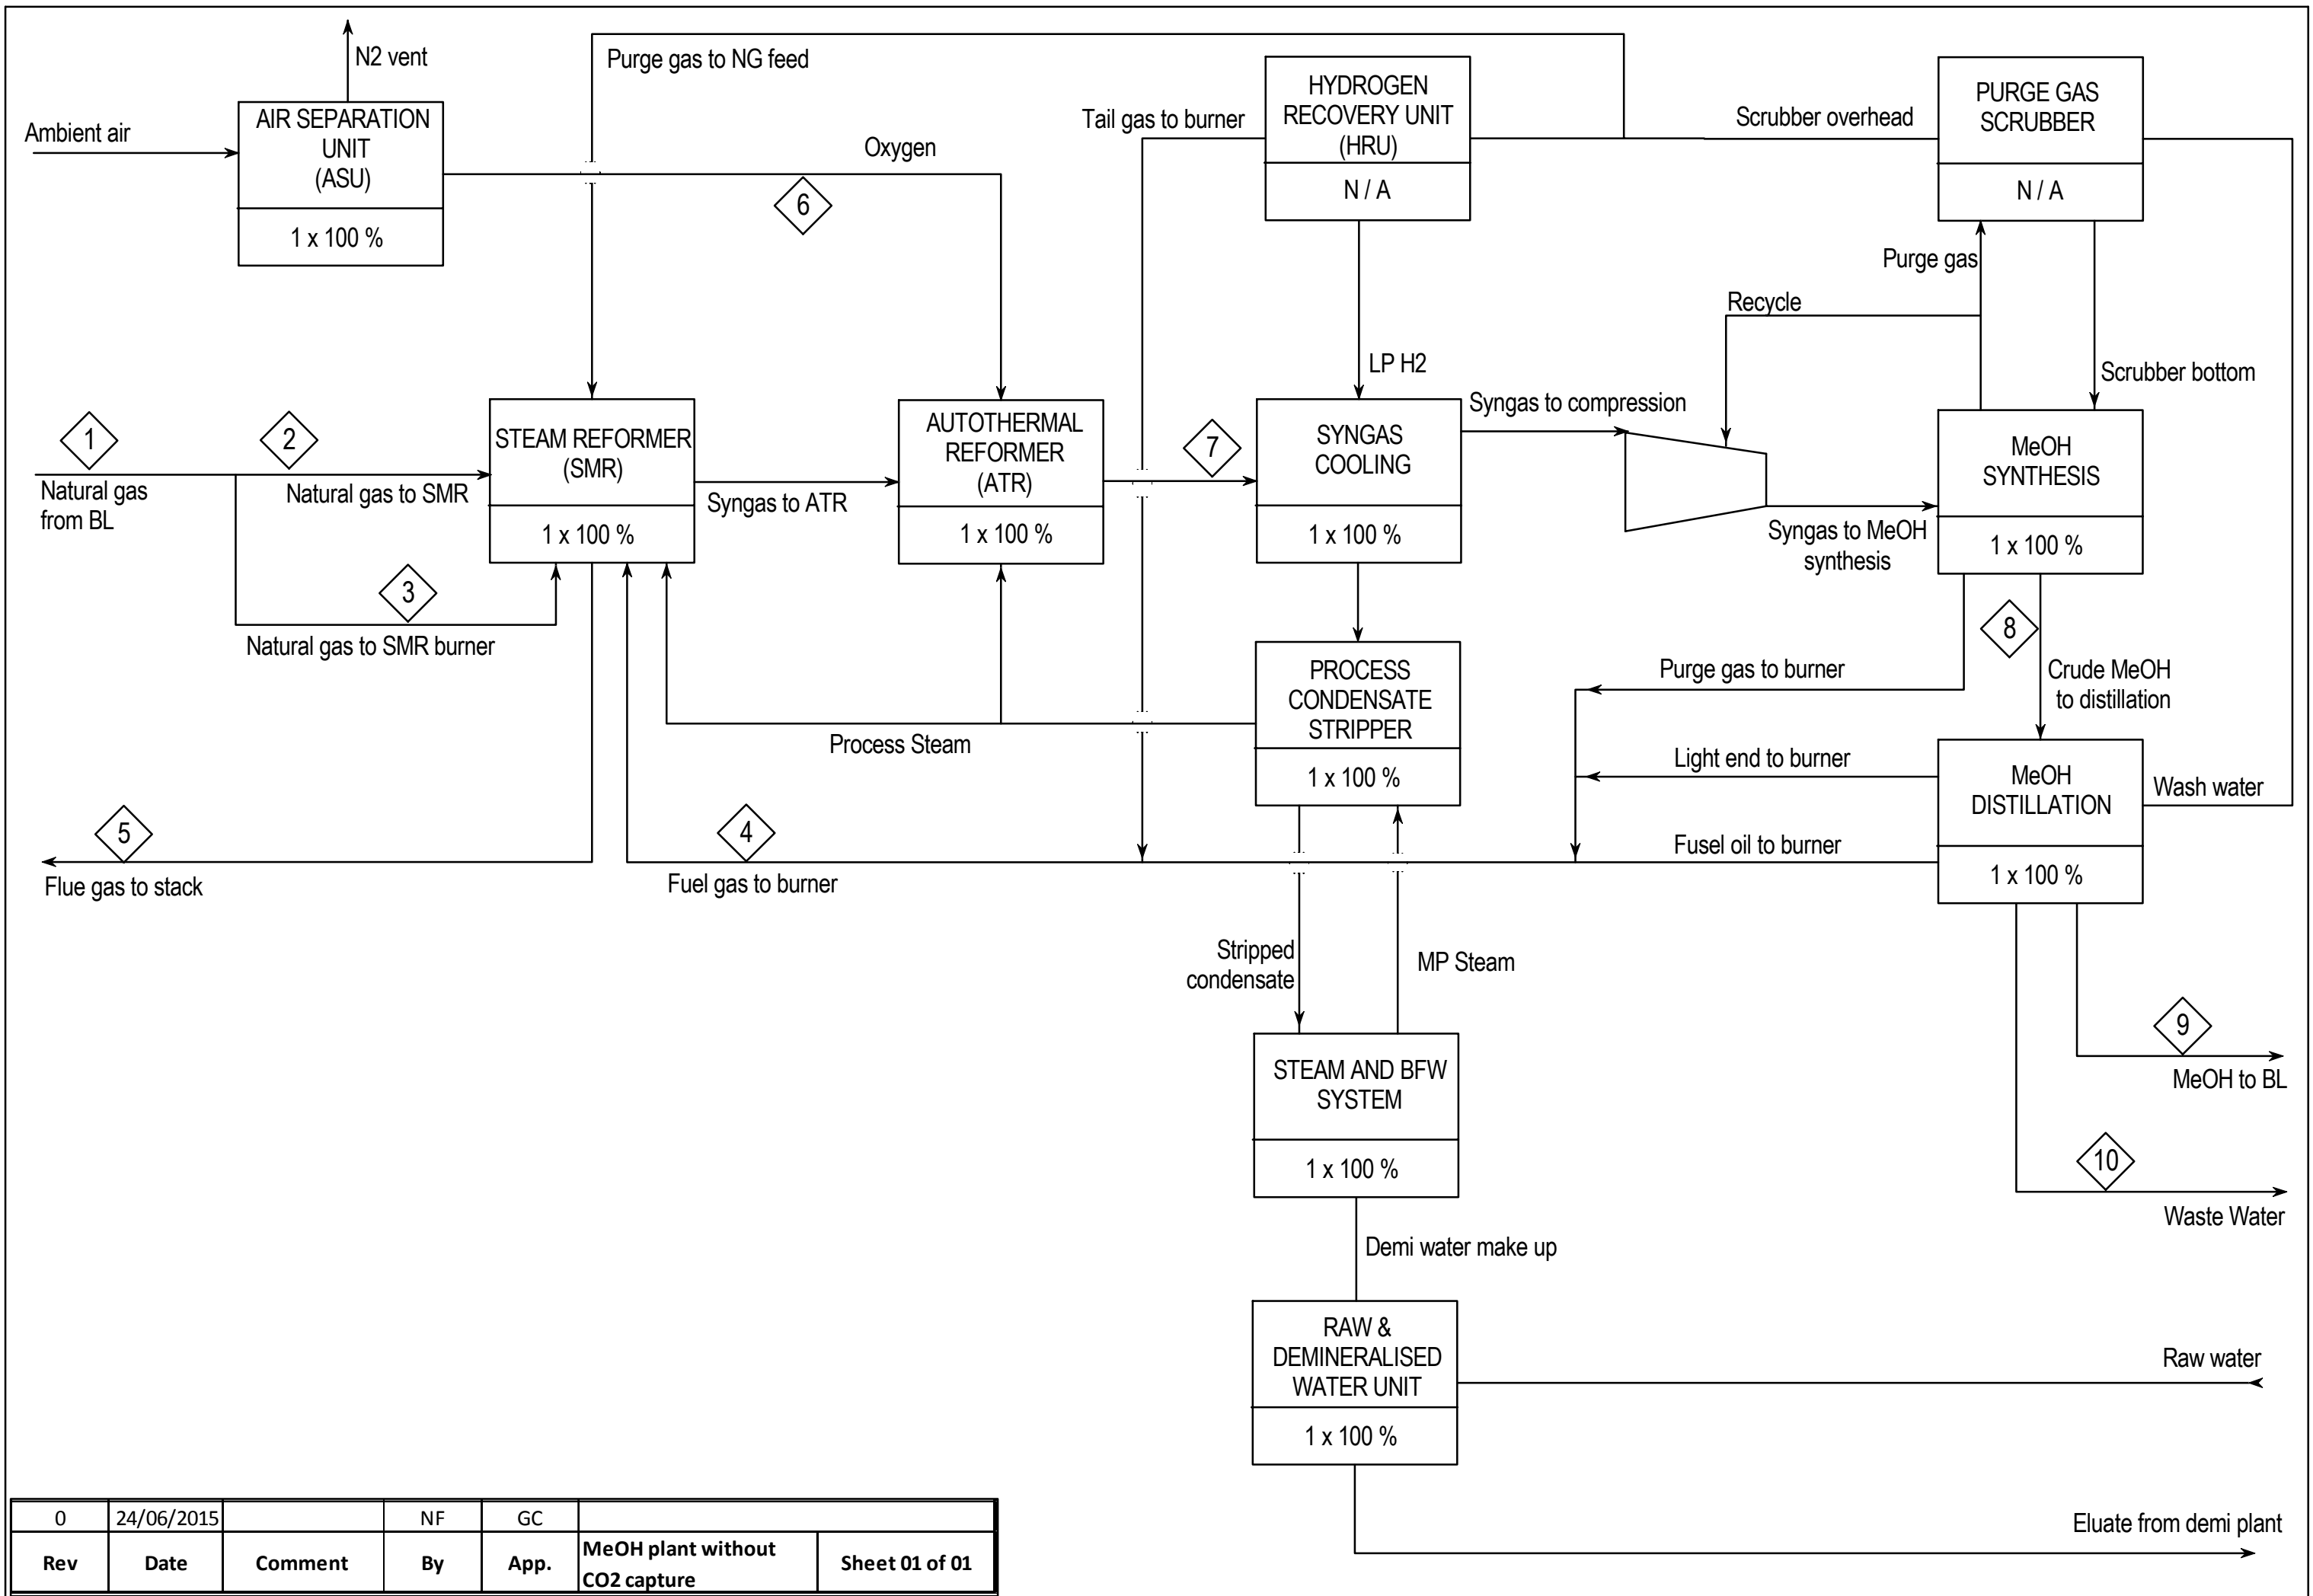 N2 vent
Purge gas to NG feed
Ambient air
AIR SEPARATION
UNIT
(ASU)
1 x 100 %
Oxygen
6
Tail gas to burner
HYDROGEN
RECOVERY UNIT
(HRU)
N / A
Scrubber overhead
PURGE GAS
SCRUBBER
N / A
Purge gas
Recycle
LP H2
Scrubber bottom
1
2
Natural gas
from BL
Natural gas to SMR
STEAM REFORMER
(SMR)
1 x 100 %
Syngas to ATR
AUTOTHERMAL
REFORMER
(ATR)
1 x 100 %
7
SYNGAS
COOLING
1 x 100 %
Syngas to compression
Syngas to MeOH
synthesis
MeOH
SYNTHESIS
1 x 100 %
3
Natural gas to SMR burner
8
Crude MeOH
to distillation
Purge gas to burner
PROCESS
CONDENSATE
STRIPPER
1 x 100 %
Process Steam
Light end to burner
MeOH
DISTILLATION
1 x 100 %
Wash water
5
Flue gas to stack
4
Fuel gas to burner
Fusel oil to burner
Stripped
condensate
MP Steam
9
MeOH to BL
STEAM AND BFW
SYSTEM
1 x 100 %
10
Waste Water
Demi water make up
RAW &
DEMINERALISED
WATER UNIT
1 x 100 %
Raw water
Eluate from demi plant
0 24/06/2015 NF GC
Rev Date Comment By App. MeOH plant without
CO2 capture
Sheet 01 of 01